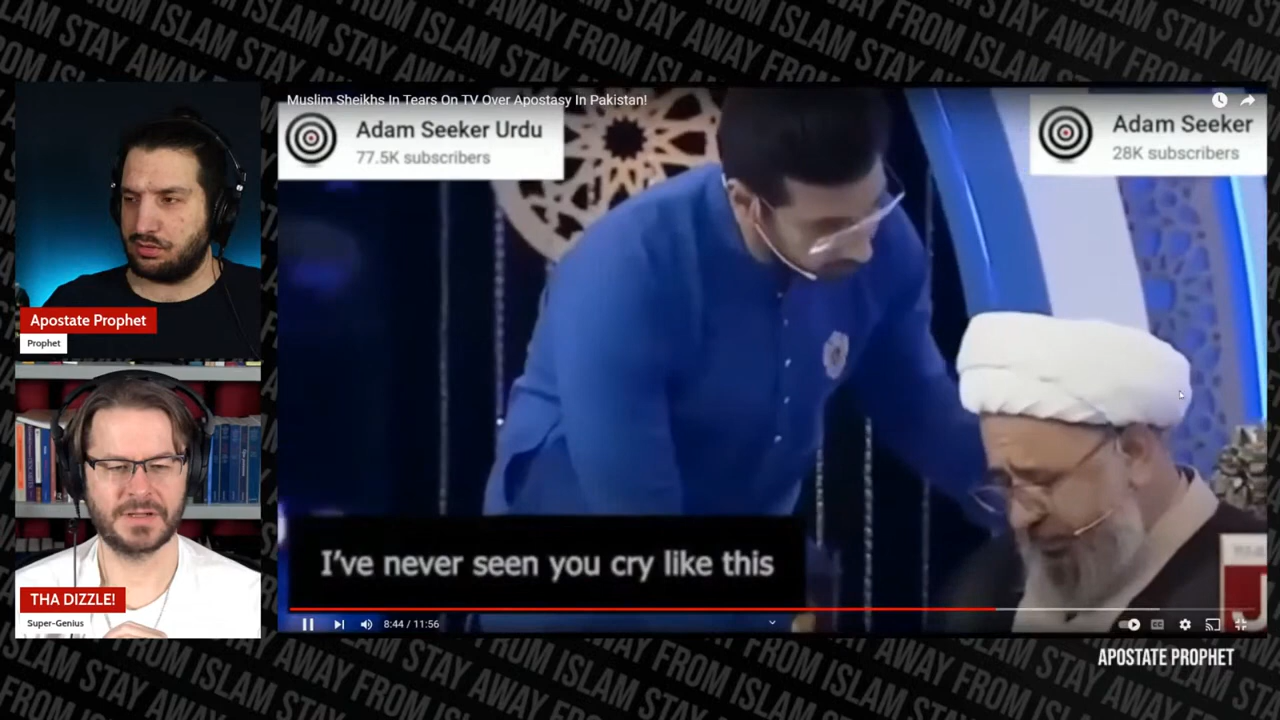 STAY AWAY FROM ISLAM
Muslim Sheikhs In Tears On TV Over Apostasy In Pakistan!
Adam Seeker Urdu
77.5K subscribers
Adam Seeker
28K subscribers
Apostate Prophet
Prophet
THA DIZZLE!
Super-Genius
I've never seen you cry like this
8:44 / 11:56
CC
APOSTATE PROPHET